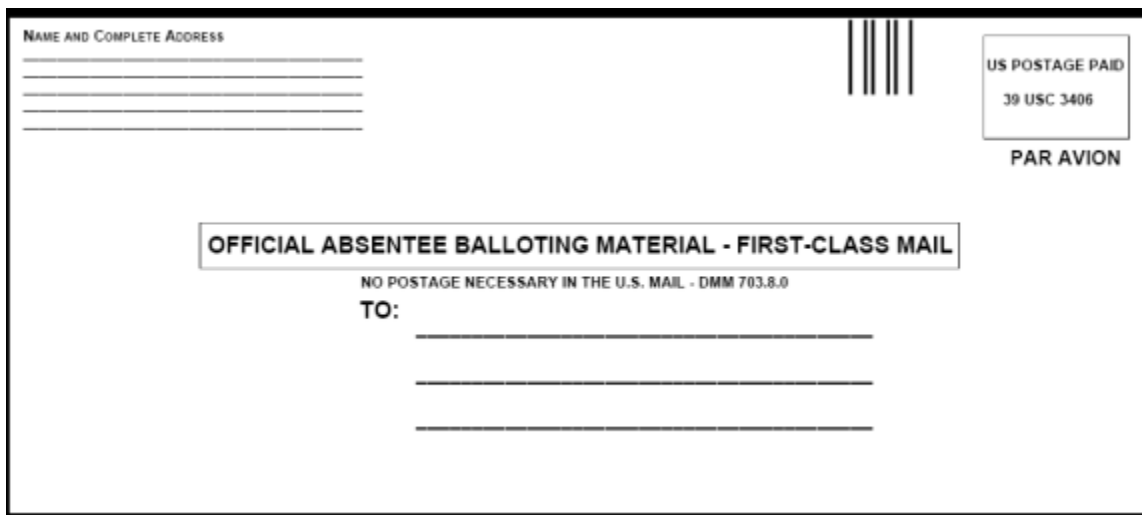 NAME AND COMPLETE ADDRESS
US POSTAGE PAID
39 USC 3406
PAR AVION
OFFICIAL ABSENTEE BALLOTING MATERIAL - FIRST-CLASS MAIL
NO POSTAGE NECESSARY IN THE U.S. MAIL - DMM 703.8.0
TO: